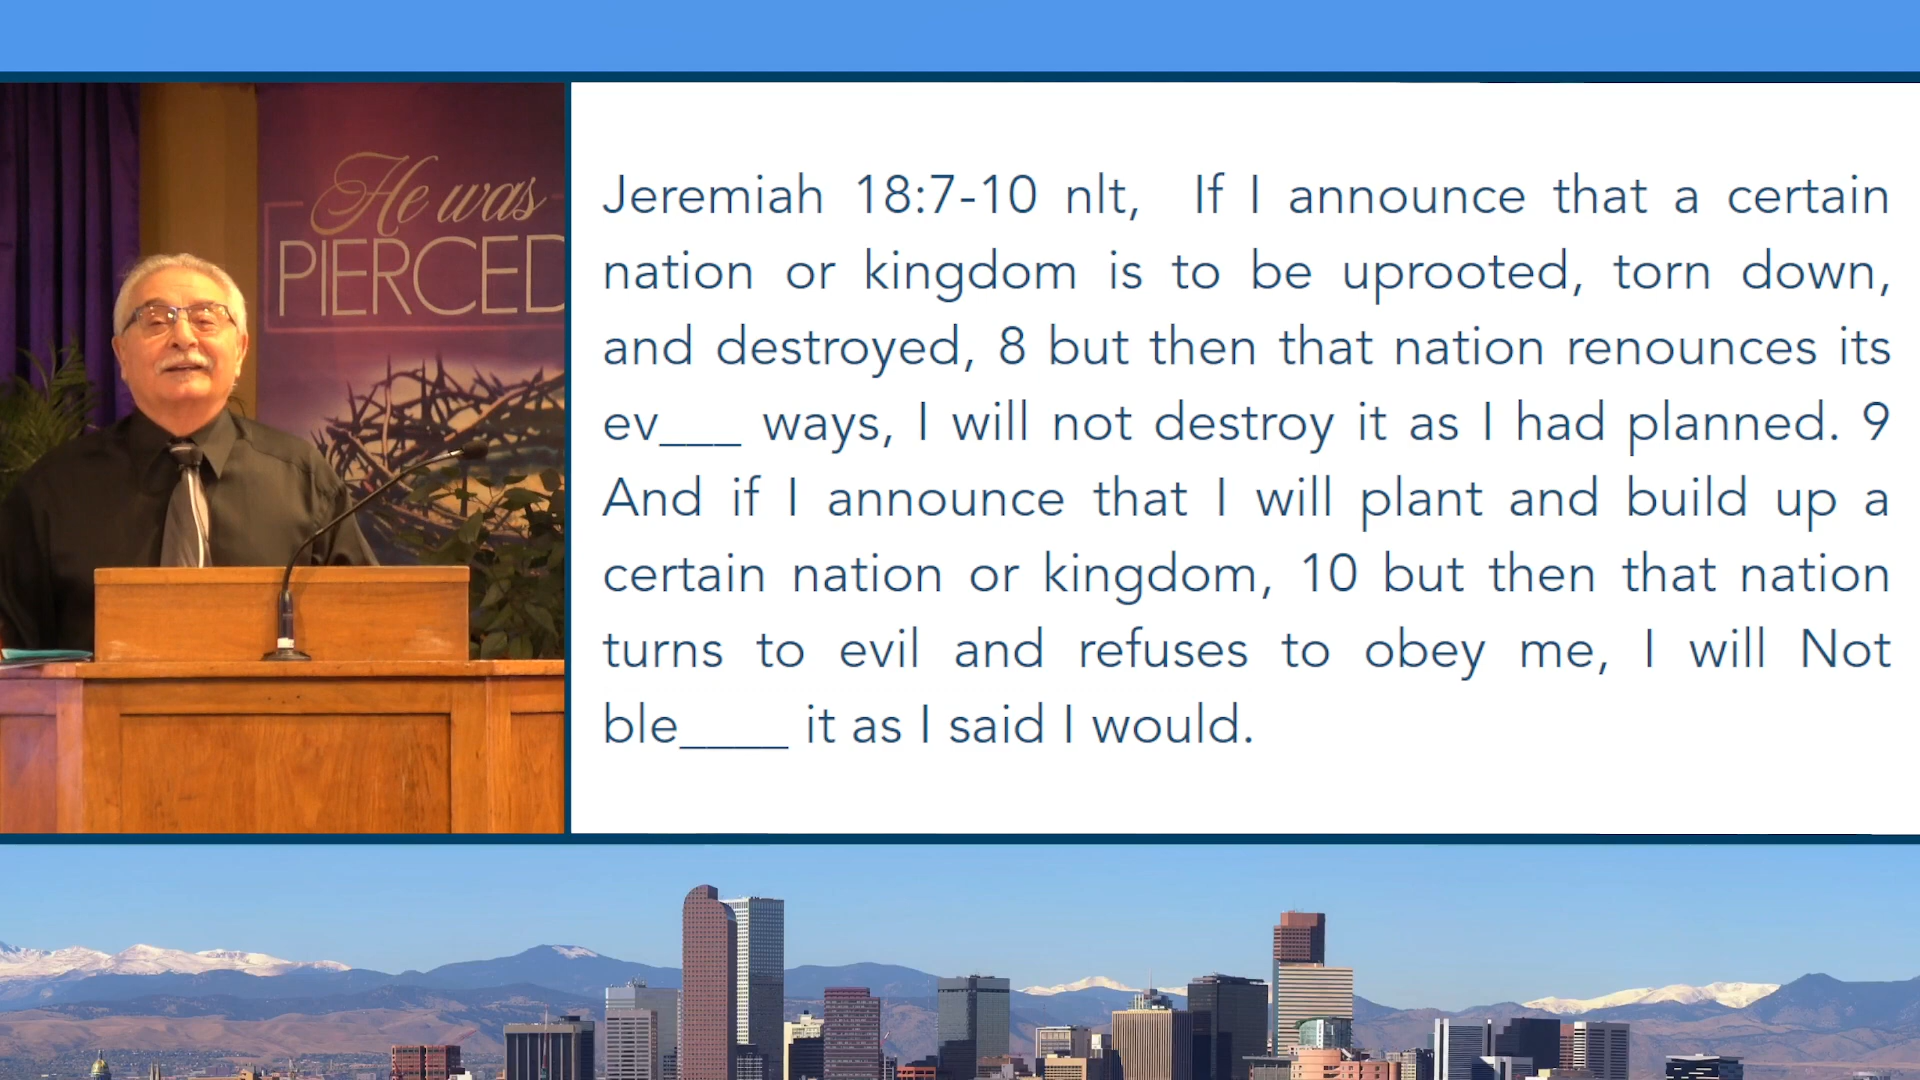 He was
PIERCED
Jeremiah 18:7-10 nlt, If I announce that a certain
nation or kingdom is to be uprooted, torn down,
and destroyed, 8 but then that nation renounces its
ev___ ways, I will not destroy it as I had planned. 9
And if I announce that I will plant and build up a
certain nation or kingdom, 10 but then that nation
turns to evil and refuses to obey me, I will Not
ble____ it as I said I would.